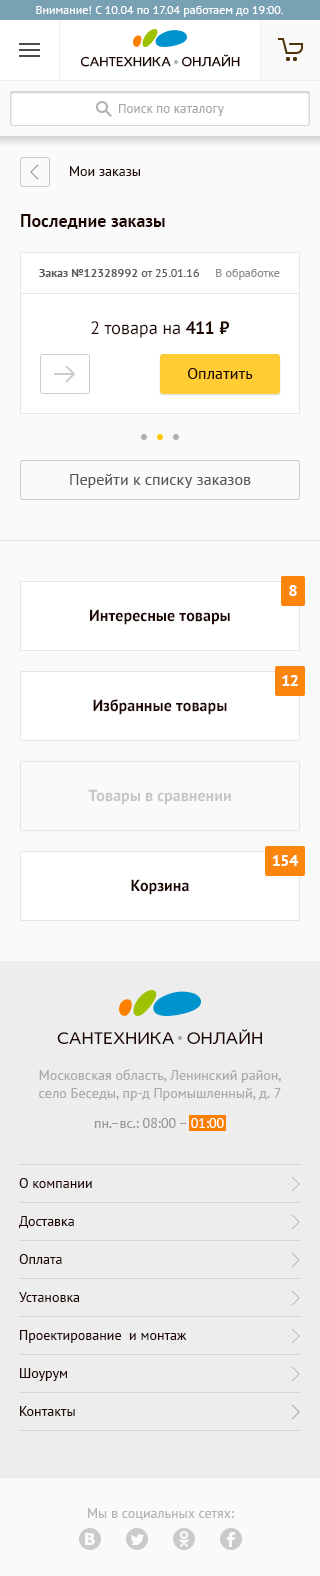 Внимание! С 10.04 по 17.04 работаем до 19:00.
САНТЕХНИКА • ОНЛАЙН
Поиск по каталогу
Мои заказы
Последние заказы
Заказ №12328992 от 25.01.16 В обработке
2 товара на 411 ₽
Оплатить
Перейти к списку заказов
8
Интересные товары
12
Избранные товары
Товары в сравнении
154
Корзина
САНТЕХНИКА • ОНЛАЙН
Московская область, Ленинский район,
село Беседы, пр-д Промышленный, д. 7
пн.–вс.: 08:00 – 01:00
О компании
Доставка
Оплата
Установка
Проектирование и монтаж
Шоурум
Контакты
Мы в социальных сетях: